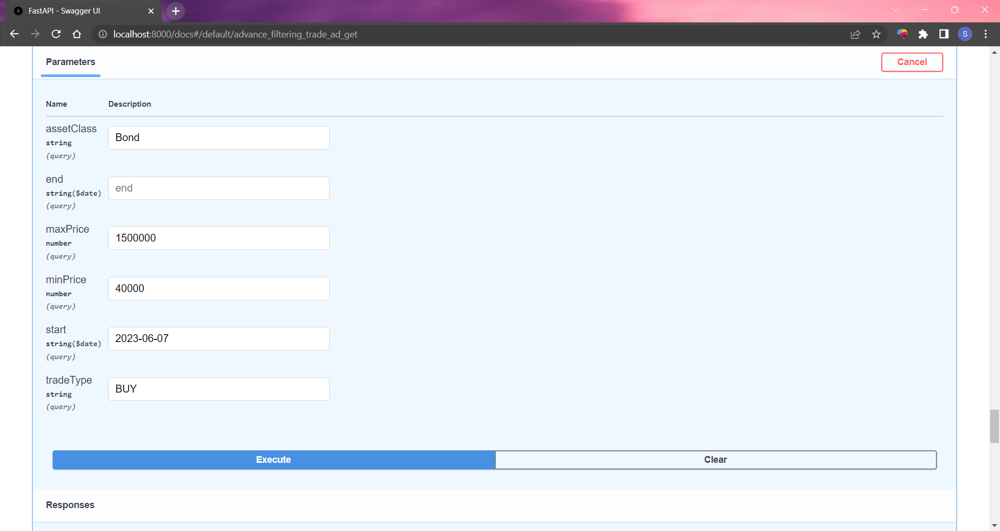 FastAPI - Swagger UI
localhost:8000/docs#/default/advance_filtering_trade_ad_get
S
Parameters
Cancel
Name Description
assetClass
string
(query)
Bond
end
string($date)
(query)
end
maxPrice
number
(query)
1500000
minPrice
number
(query)
40000
start
string($date)
(query)
2023-06-07
tradeType
string
(query)
BUY
Execute Clear
Responses